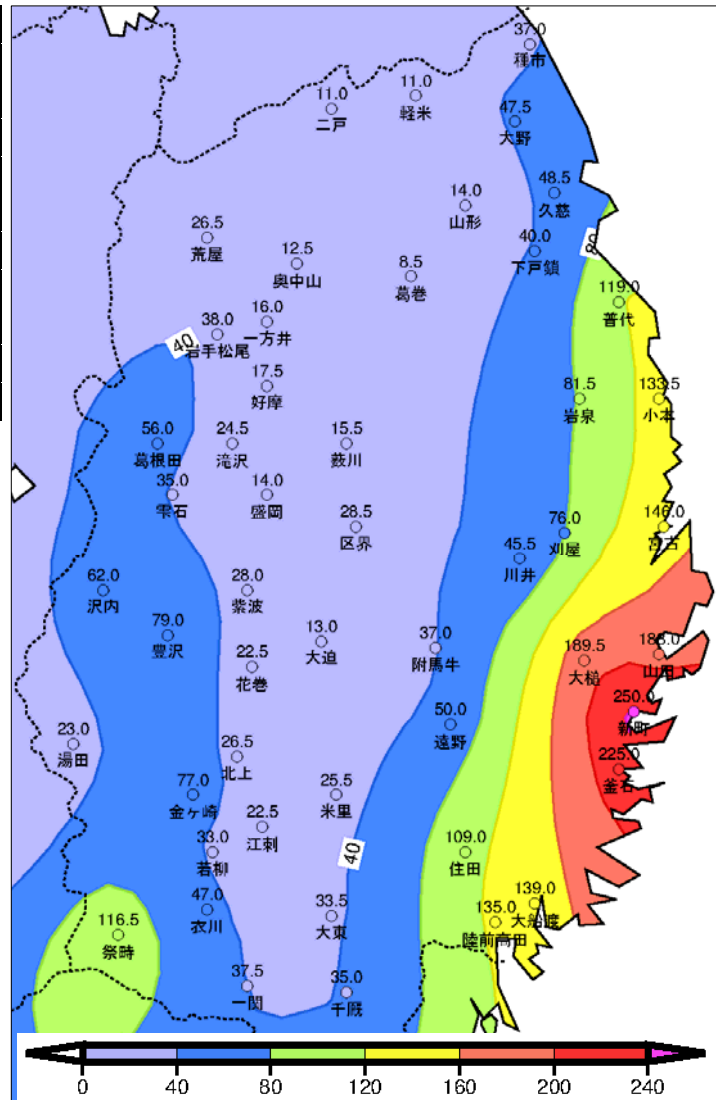 37.0
種市
11.0
軽米
11.0
二戸
47.5
大野
48.5
久慈
14.0
山形
26.5
荒屋
40.0
下戸鎖
80
12.5
奥中山
8.5
葛巻
119.0
普代
16.0
一方井
38.0
岩手松尾
40
17.5
好摩
81.5
岩泉
133.5
小本
56.0
葛根田
24.5
滝沢
15.5
薮川
35.0
雫石
14.0
盛岡
28.5
区界
76.0
刈屋
146.0
宮古
45.5
川井
62.0
沢内
28.0
紫波
79.0
豊沢
13.0
大迫
37.0
附馬牛
189.5
大槌
188.0
山田
22.5
花巻
250.0
新町
50.0
遠野
23.0
湯田
26.5
北上
225.0
釜石
77.0
金ヶ崎
25.5
米里
22.5
江刺
33.0
若柳
40
109.0
住田
47.0
衣川
33.5
大東
139.0
大船渡
135.0
陸前高田
116.5
祭畤
37.5
一関
35.0
千厩
0 40 80 120 160 200 240